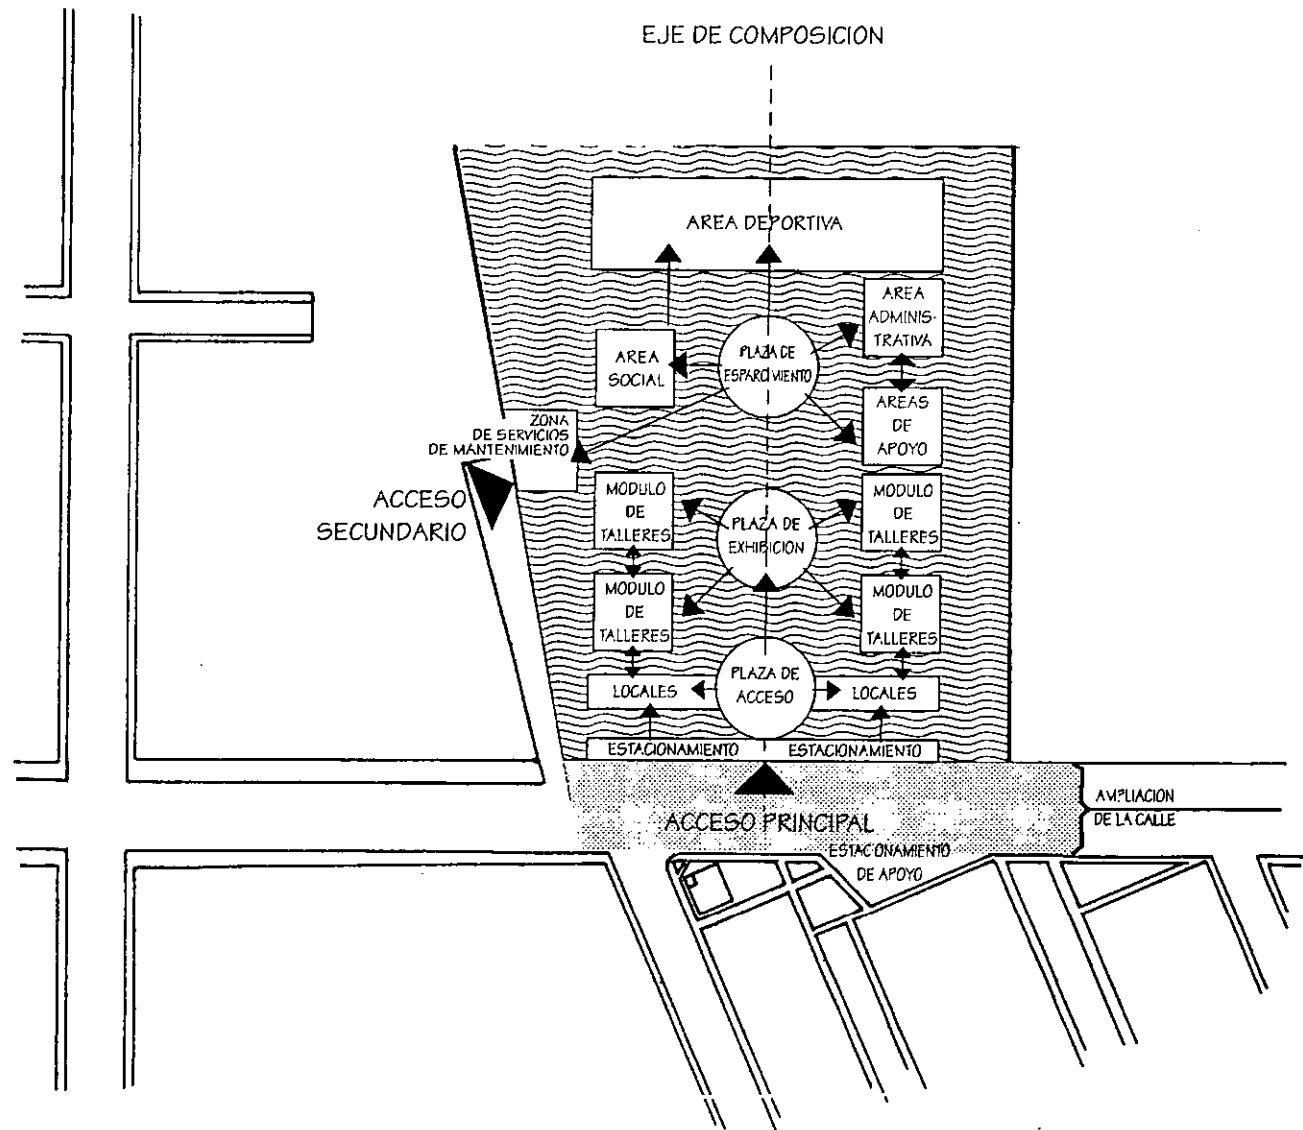 EJE DE COMPOSICION
AREA DEPORTIVA
AREA
ADMINIS-
TRATIVA
PLAZA DE
ESPARCIMIENTO
AREA
SOCIAL
AREAS
DE
APOYO
ZONA
DE SERVICIOS
DE MANTENIMIENTO
ACCESO
SECUNDARIO
MODULO
DE
TALLERES
PLAZA DE
EXHIBICION
MODULO
DE
TALLERES
MODULO
DE
TALLERES
MODULO
DE
TALLERES
PLAZA DE
ACCESO
LOCALES
LOCALES
ESTACIONAMIENTO
ESTACIONAMIENTO
ACCESO PRINCIPAL
AMPLIACION
DE LA CALLE
ESTACIONAMIENTO
DE APOYO